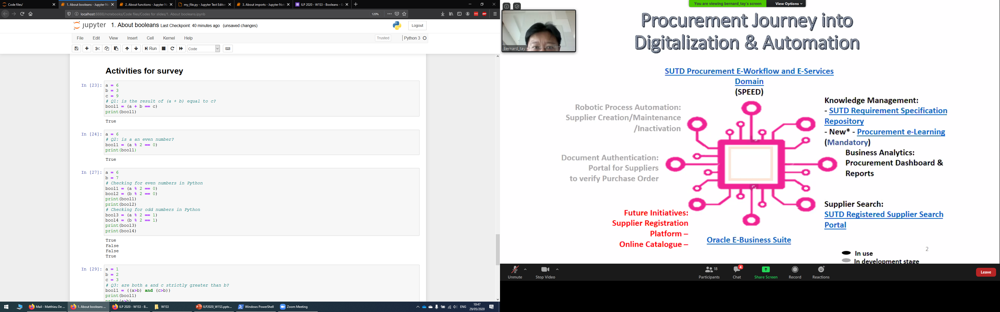 Code files/
1. About booleans - Jupyter No
2. About functions - Jupyter N
my_file.py - Jupyter Text Editor
3. About imports - Jupyter Not
ILP 2020 - W1S3 - Booleans - G
localhost:8888/notebooks/Code files/Codes for slides/1. About booleans.ipynb
120%
ABP
jupyter 1. About booleans Last Checkpoint: 40 minutes ago (unsaved changes)
Logout
File Edit View Insert Cell Kernel Help
Trusted
Python 3
Run
Code
Activities for survey
In [23]:
a = 6
b = 3
c = 9
# Q1: is the result of (a + b) equal to c?
bool1 = (a + b == c)
print(bool1)
True
In [24]:
a = 6
# Q2: is a an even number?
bool1 = (a % 2 == 0)
print(bool1)
True
In [27]:
a = 6
b = 7
# Checking for even numbers in Python
bool1 = (a % 2 == 0)
bool2 = (b % 2 == 0)
print(bool1)
print(bool2)
# Checking for odd numbers in Python
bool3 = (a % 2 == 1)
bool4 = (b % 2 == 1)
print(bool3)
print(bool4)
True
False
False
True
In [29]:
a = 1
b = 2
c = 3
# Q3: are both a and c strictly greater than b?
bool1 = ((a>b) and (c>b))
print(bool1)
print(a>b)
Mail - Matthieu De ...
1. About booleans ...
ILP 2020 - W1S3 - B...
W1S3
ILP2020_W1S3.pptx...
Windows PowerShell
Zoom Meeting
ENG
10:47
29/05/2020
You are viewing bernard_tay's screen
View Options
bernard_tay
Procurement Journey into
Digitalization & Automation
SUTD Procurement E-Workflow and E-Services
Domain
(SPEED)
Robotic Process Automation:
Supplier Creation/Maintenance
/Inactivation
Document Authentication:
Portal for Suppliers
to verify Purchase Order
Future Initiatives:
Supplier Registration
Platform –
Online Catalogue –
Oracle E-Business Suite
Knowledge Management:
- SUTD Requirement Specification
Repository
- New* - Procurement e-Learning
(Mandatory)
Business Analytics:
Procurement Dashboard &
Reports
Supplier Search:
SUTD Registered Supplier Search
Portal
2
In use
In development stage
Unmute
Stop Video
18
Participants
4
Chat
Share Screen
Record
Reactions
Leave